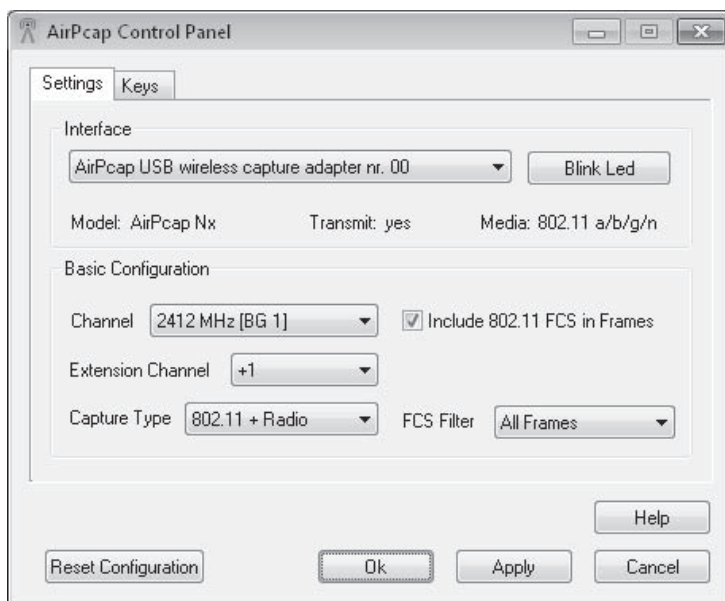 AirPcap Control Panel
Settings Keys
Interface
AirPcap USB wireless capture adapter nr. 00 Blink Led
Model: AirPcap Nx Transmit: yes Media: 802.11 a/b/g/n
Basic Configuration
Channel 2412 MHz [BG 1] Include 802.11 FCS in Frames
Extension Channel +1
Capture Type 802.11 + Radio FCS Filter All Frames
Help
Reset Configuration Ok Apply Cancel